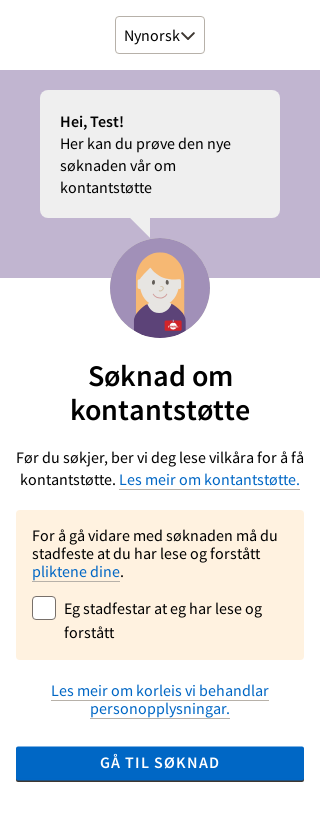 Nynorsk
Hei, Test!
Her kan du prøve den nye
søknaden vår om
kontantstøtte
Søknad om
kontantstøtte
Før du søkjer, ber vi deg lese vilkåra for å få
kontantstøtte. Les meir om kontantstøtte.
For å gå vidare med søknaden må du
stadfeste at du har lese og forstått
pliktene dine.
Eg stadfestar at eg har lese og
forstått
Les meir om korleis vi behandlar
personopplysningar.
GÅ TIL SØKNAD